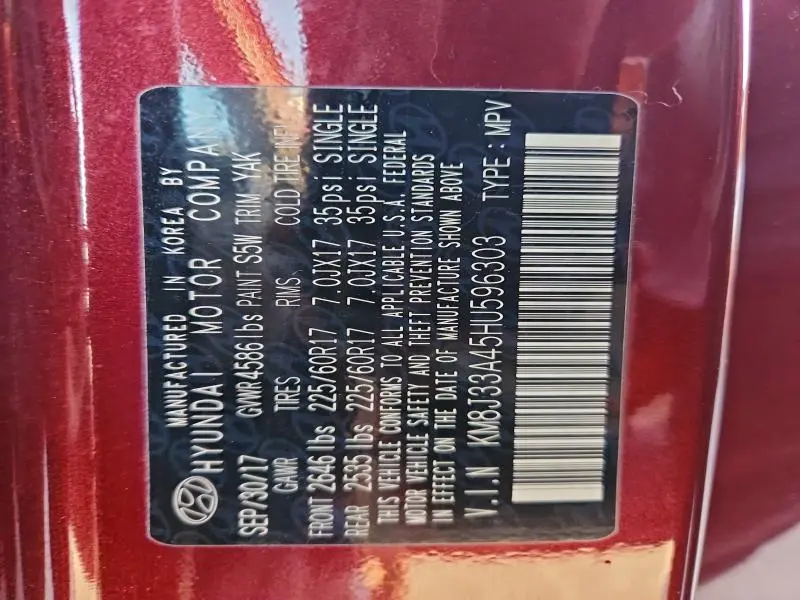 MANUFACTURED IN KOREA BY
HYUNDAI MOTOR COMPANY
SEP/30/17 GVWR4586 lbs PAINT S5W TRIM YAK
GAWR TIRES RIMS COLD TIRE INFL
FRONT 2646 lbs 225/60R17 7.0JX17 35psi SINGLE
REAR 2535 lbs 225/60R17 7.0JX17 35psi SINGLE
THIS VEHICLE CONFORMS TO ALL APPLICABLE U.S.A. FEDERAL
MOTOR VEHICLE SAFETY AND THEFT PREVENTION STANDARDS
IN EFFECT ON THE DATE OF MANUFACTURE SHOWN ABOVE
V.I.N KM8J33A45HU596303 TYPE : MPV